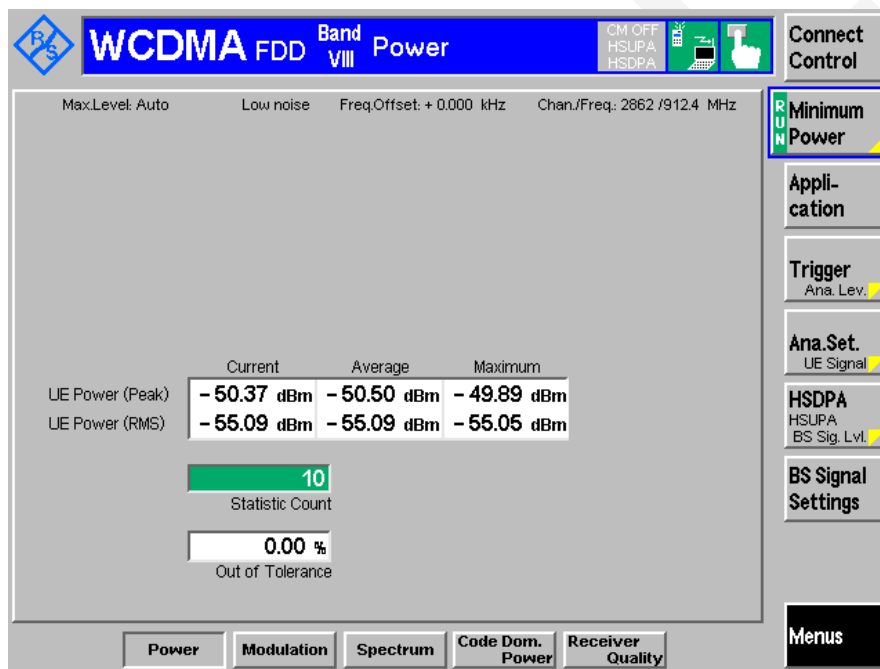 R/S
WCDMA FDD Band VIII Power
CM OFF
HSUPA
HSDPA
Connect Control
Max.Level: Auto Low noise Freq.Offset: + 0.000 kHz Chan./Freq.: 2862 /912.4 MHz
RUN
Minimum Power
Appli-
cation
Trigger
Ana. Lev.
Ana.Set.
UE Signal
Current Average Maximum
UE Power (Peak) – 50.37 dBm – 50.50 dBm – 49.89 dBm
UE Power (RMS) – 55.09 dBm – 55.09 dBm – 55.05 dBm
HSDPA
HSUPA
BS Sig. Lvl.
10
Statistic Count
BS Signal
Settings
0.00 %
Out of Tolerance
Power Modulation Spectrum Code Dom. Power Receiver Quality
Menus